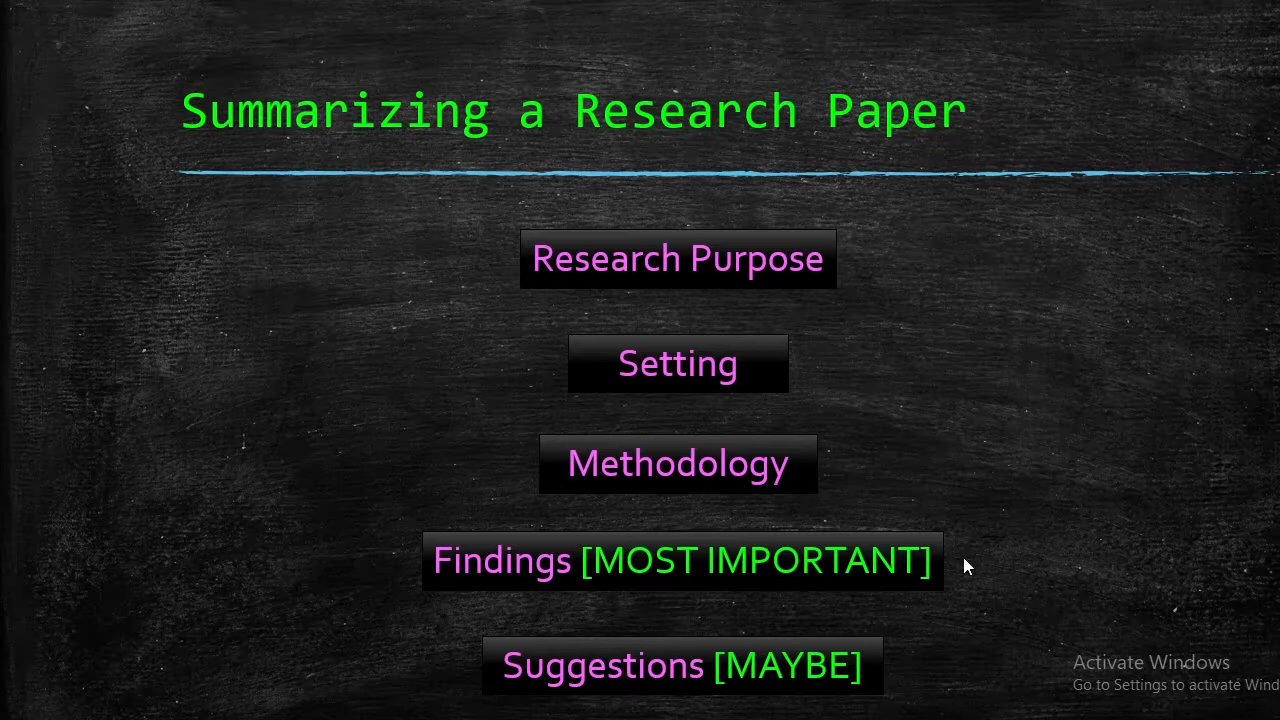 Summarizing a Research Paper
Research Purpose
Setting
Methodology
Findings [MOST IMPORTANT]
Suggestions [MAYBE]
Activate Windows
Go to Settings to activate Wind